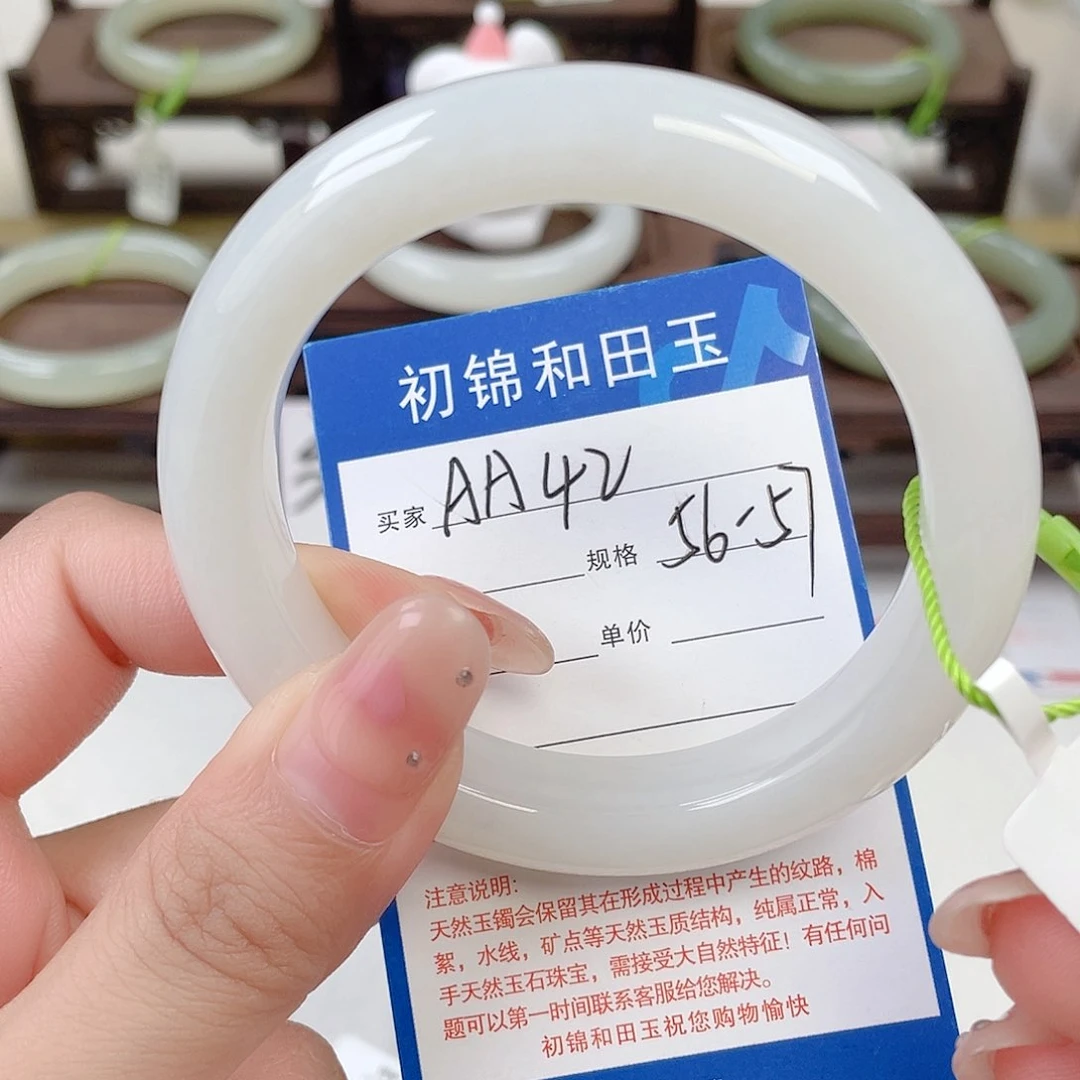 初锦和田玉
买家 AA42
规格 56-57
单价
注意说明:
天然玉镯会保留其在形成过程中产生的纹路，棉
絮，水线，矿点等天然玉质结构，纯属正常，入
手天然玉石珠宝，需接受大自然特征！有任何问
题可以第一时间联系客服给您解决。
初锦和田玉祝您购物愉快